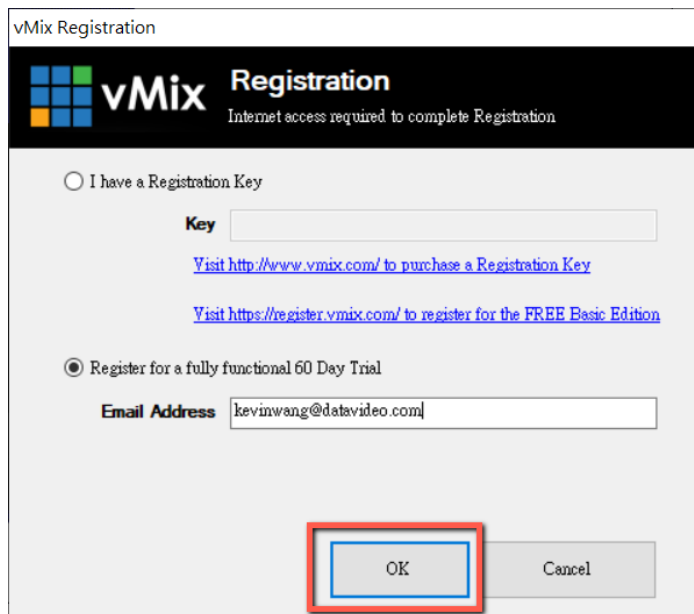 vMix Registration
vMix
Registration
Internet access required to complete Registration
I have a Registration Key
Key
Visit http://www.vmix.com/ to purchase a Registration Key
Visit https://register.vmix.com/ to register for the FREE Basic Edition
Register for a fully functional 60 Day Trial
Email Address kevinwang@datavideo.com
OK Cancel